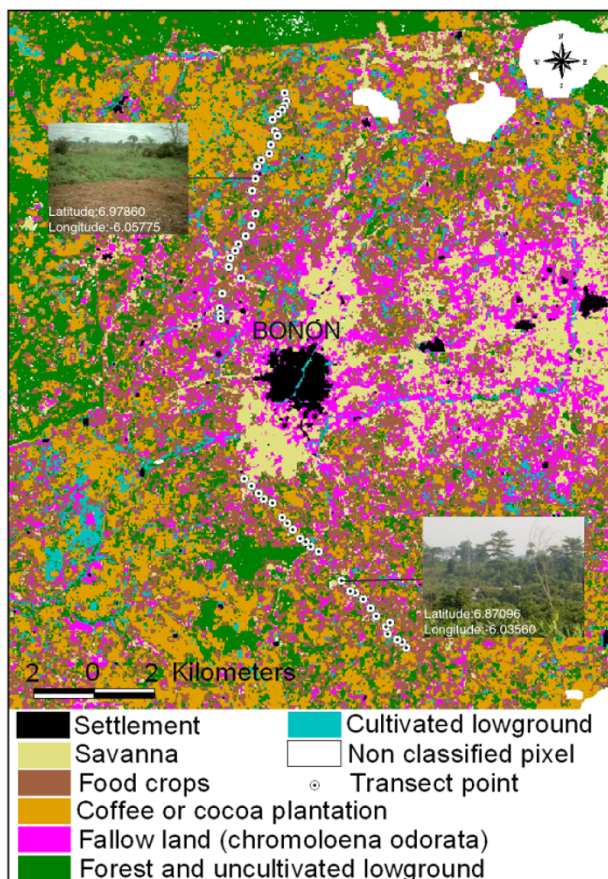 N
W E
Latitude:6.97860
Longitude:-6.05775
BONON
Latitude:6.87096
Longitude:-6.03560
2 0 2 Kilometers
Settlement
Cultivated lowground
Savanna
Non classified pixel
Food crops
Transect point
Coffee or cocoa plantation
Fallow land (chromoloena odorata)
Forest and uncultivated lowground